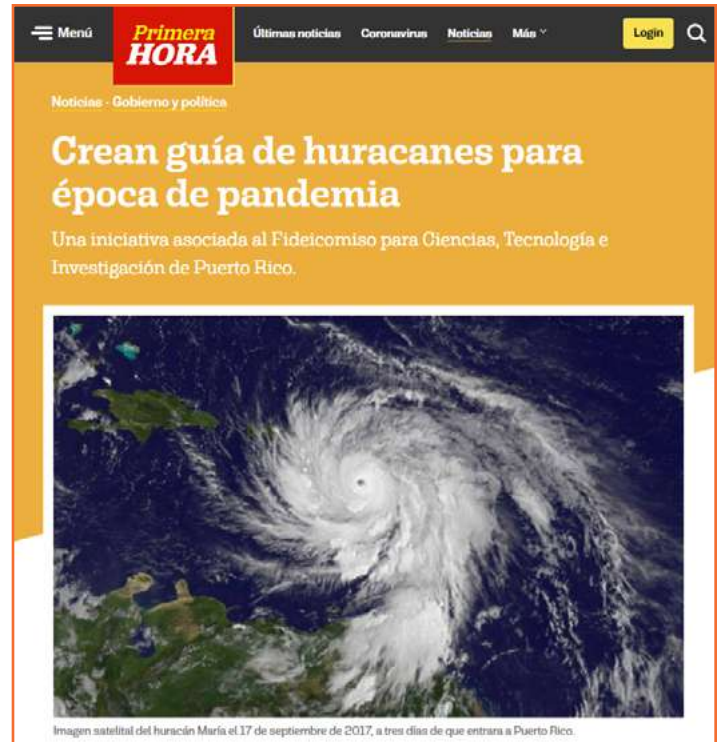 Menú
Primera
HORA
Últimas noticias Coronavirus Noticias Más
Login
Noticias - Gobierno y política
Crean guía de huracanes para
época de pandemia
Una iniciativa asociada al Fideicomiso para Ciencias, Tecnología e
Investigación de Puerto Rico.
Imagen satelital del huracán María el 17 de septiembre de 2017, a tres días de que entrara a Puerto Rico.